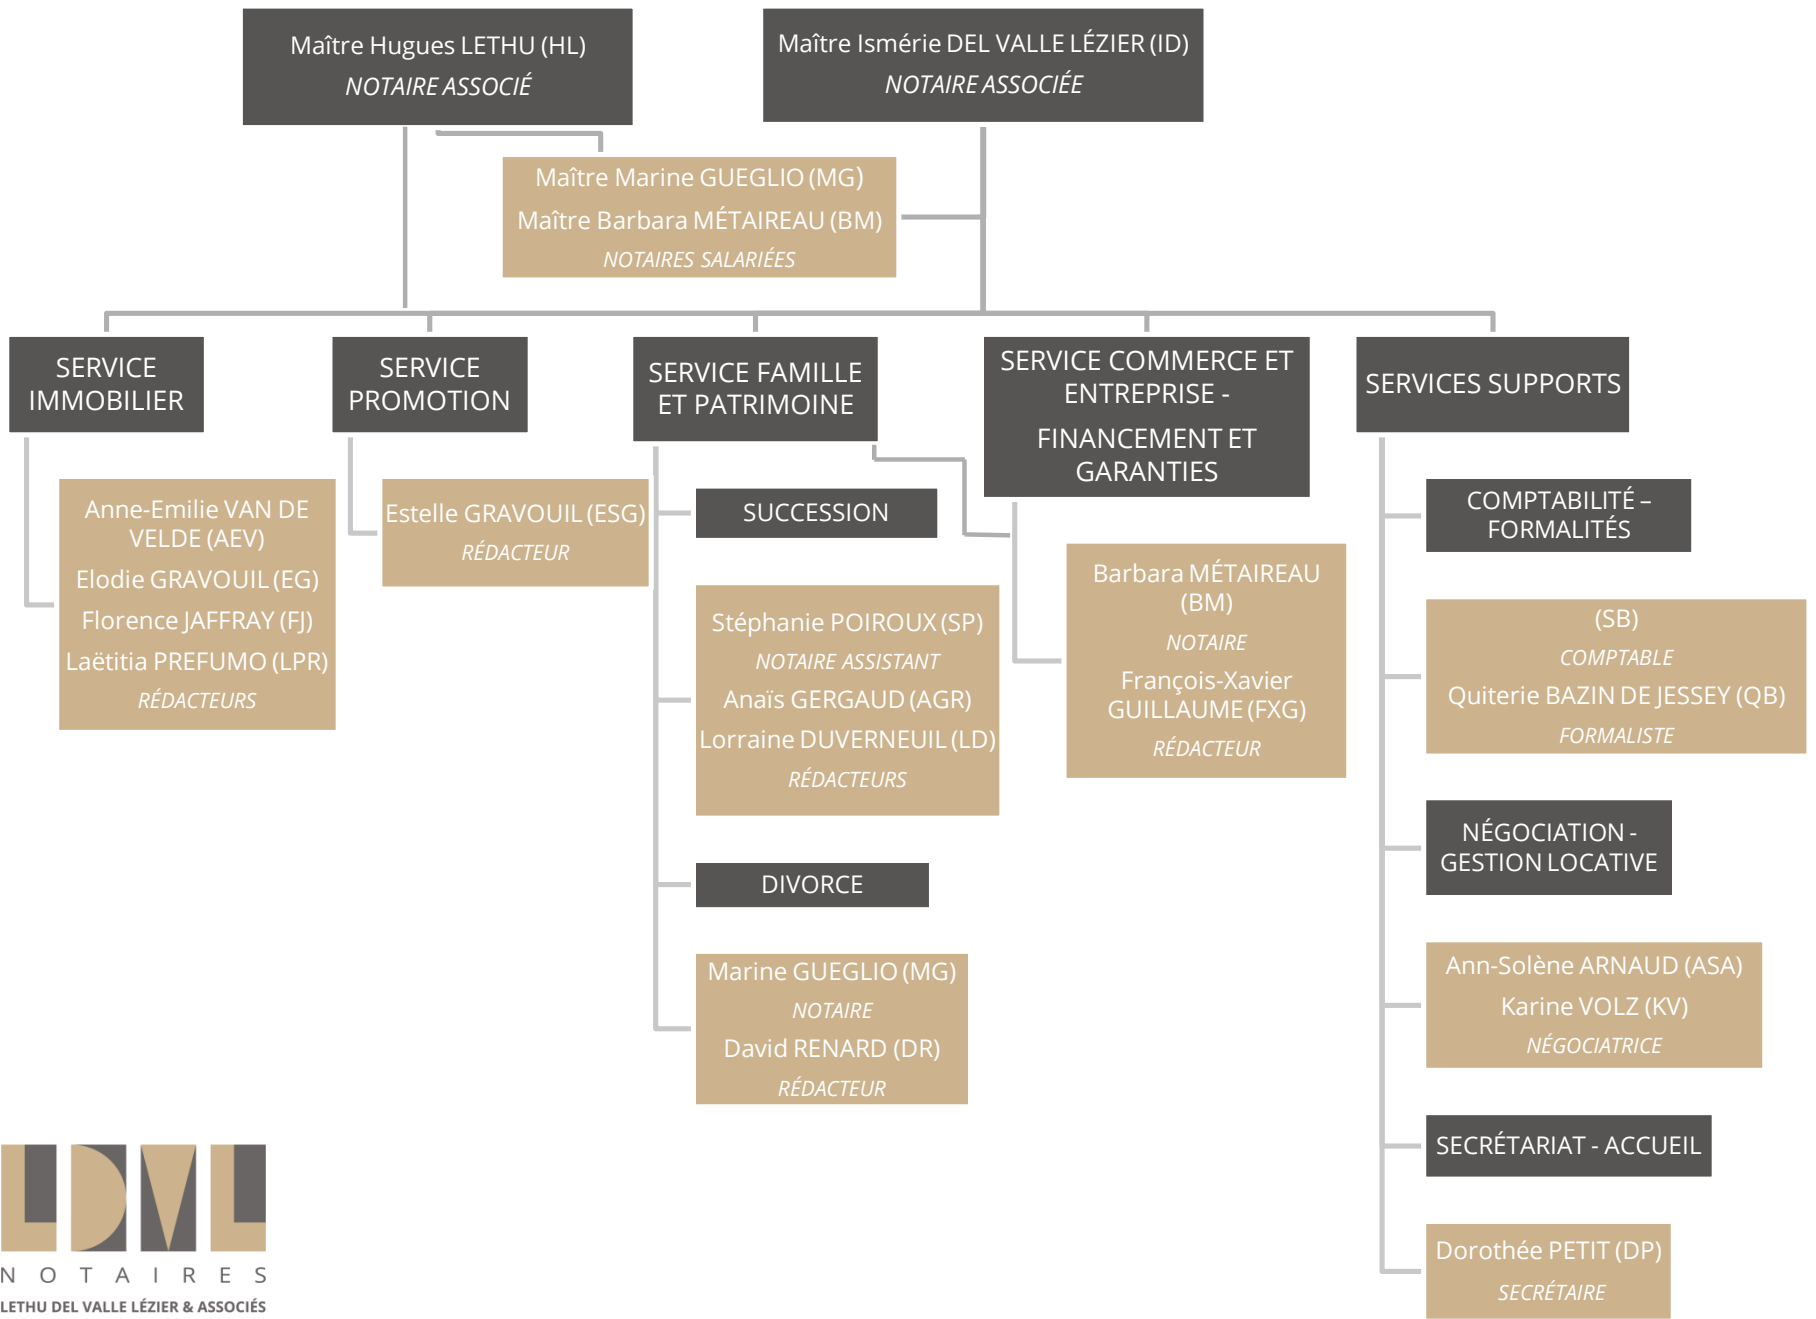 Maître Hugues LETHU (HL)
NOTAIRE ASSOCIÉ
Maître Ismérie DEL VALLE LÉZIER (ID)
NOTAIRE ASSOCIÉE
Maître Marine GUEGLIO (MG)
Maître Barbara MÉTAIREAU (BM)
NOTAIRES SALARIÉES
SERVICE
IMMOBILIER
Anne-Emilie VAN DE
VELDE (AEV)
Elodie GRAVOUIL (EG)
Florence JAFFRAY (FJ)
Laëtitia PREFUMO (LPR)
RÉDACTEURS
SERVICE
PROMOTION
Estelle GRAVOUIL (ESG)
RÉDACTEUR
SERVICE FAMILLE
ET PATRIMOINE
SUCCESSION
Stéphanie POIROUX (SP)
NOTAIRE ASSISTANT
Anaïs GERGAUD (AGR)
Lorraine DUVERNEUIL (LD)
RÉDACTEURS
DIVORCE
Marine GUEGLIO (MG)
NOTAIRE
David RENARD (DR)
RÉDACTEUR
SERVICE COMMERCE ET
ENTREPRISE -
FINANCEMENT ET
GARANTIES
Barbara MÉTAIREAU
(BM)
NOTAIRE
François-Xavier
GUILLAUME (FXG)
RÉDACTEUR
SERVICES SUPPORTS
COMPTABILITÉ –
FORMALITÉS
(SB)
COMPTABLE
Quiterie BAZIN DE JESSEY (QB)
FORMALISTE
NÉGOCIATION -
GESTION LOCATIVE
Ann-Solène ARNAUD (ASA)
Karine VOLZ (KV)
NÉGOCIATRICE
SECRÉTARIAT - ACCUEIL
Dorothée PETIT (DP)
SECRÉTAIRE
LDVL
NOTAIRES
LETHU DEL VALLE LÉZIER & ASSOCIÉS